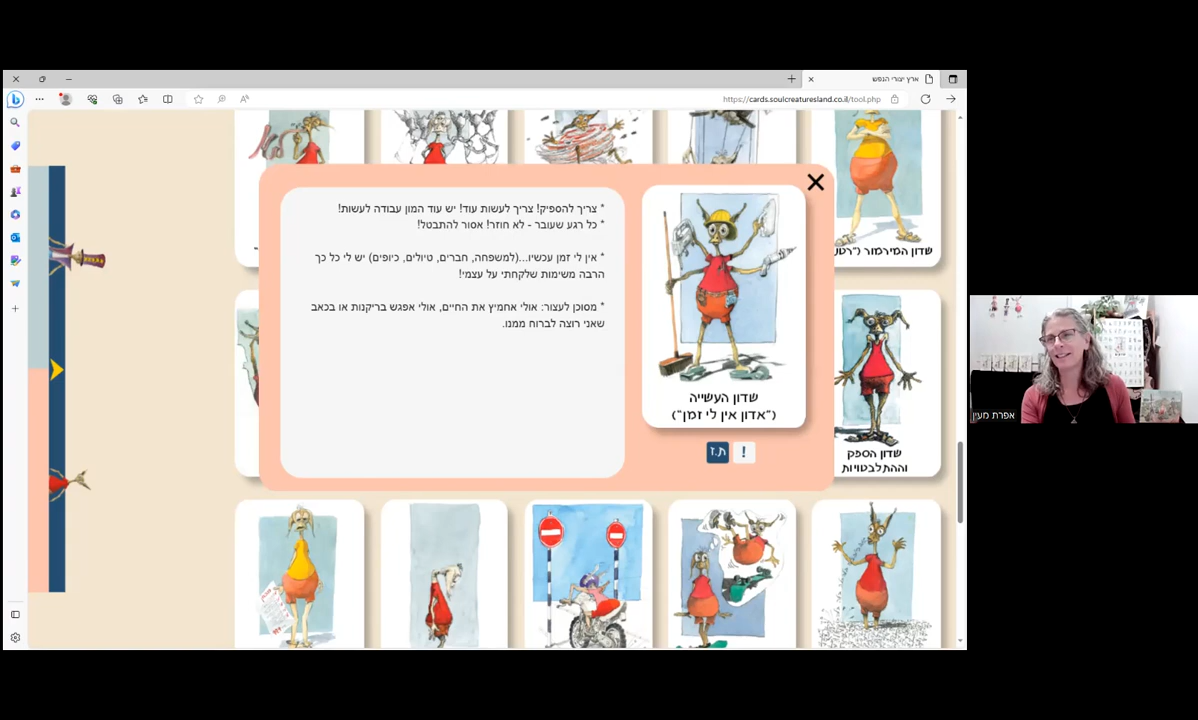 ארץ יצורי הנפש
https://cards.soulcreaturesland.co.il/tool.php
שדון המירמור ("רטט
* צריך להספיק! צריך לעשות עוד! יש עוד המון עבודה לעשות!
* כל רגע שעובר - לא חוזר! אסור להתבטל!
* אין לי זמן עכשיו...(למשפחה, חברים, טיולים, כיופים) יש לי כל כך
הרבה משימות שלקחתי על עצמי!
* מסוכן לעצור: אולי אחמיץ את החיים, אולי אפגש בריקנות או בכאב
שאני רוצה לברוח ממנו.
שדון העשייה
("אדון אין לי זמן")
ת.ז
!
שדון הספק
וההתלבטויות
אפרת מעין